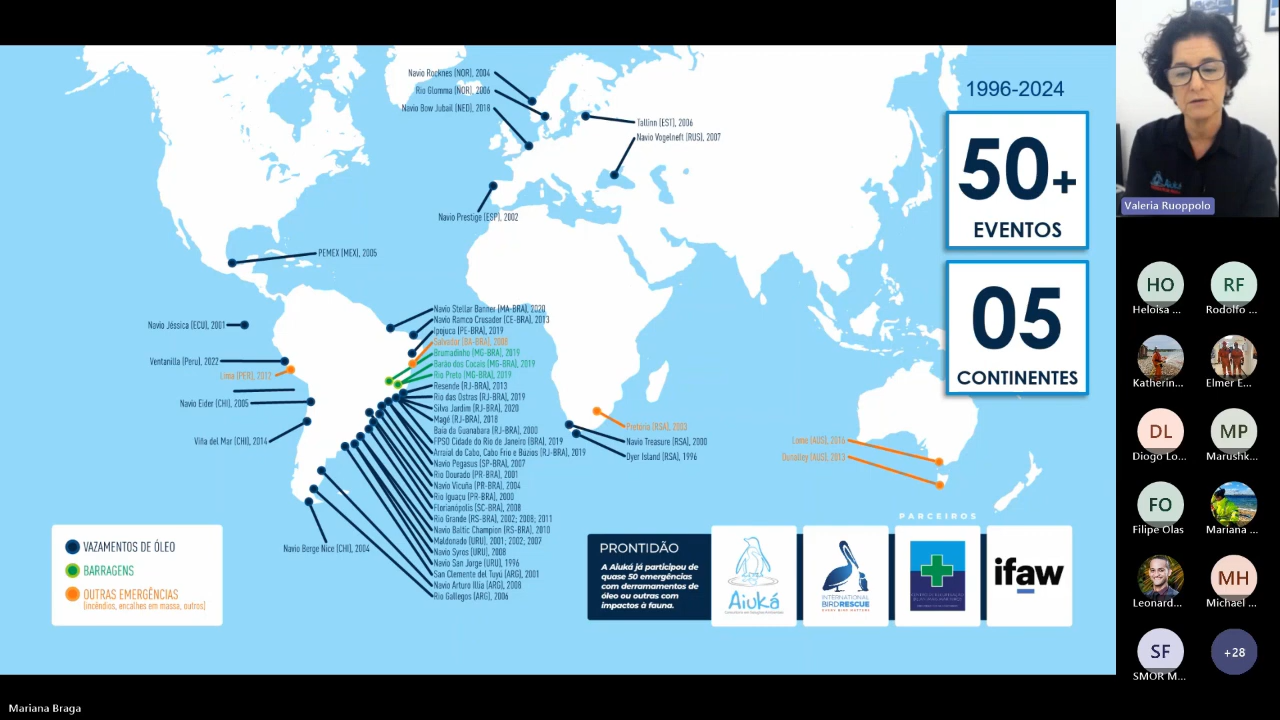 Navio Rocknes (NOR), 2004
Rio Glomma (NOR), 2006
Navio Bow Jubail (NED), 2018
Tallinn (EST), 2006
Navio Vogelneft (RUS), 2007
Navio Prestige (ESP), 2002
PEMEX (MEX), 2005
1996-2024
50+
EVENTOS
05
CONTINENTES
Navio Jéssica (ECU), 2001
Ventanilla (Peru), 2022
Navio Eider (CHI), 2005
Viña del Mar (CHI), 2014
Navio Berge Nice (CHI), 2004
Navio Stellar Banner (MA-BRA), 2020
Navio Ramco Crusader (CE-BRA), 2013
Ipojuca (PE-BRA), 2019
Salvador (BA-BRA), 2008
Brumadinho (MG-BRA), 2019
Barão dos Cocais (MG-BRA), 2019
Rio Preto (MG-BRA), 2019
Resende (RJ-BRA), 2013
Rio das Ostras (RJ-BRA), 2019
Silva Jardim (RJ-BRA), 2020
Magé (RJ-BRA), 2018
Baia da Guanabara (RJ-BRA), 2000
FPSO Cidade do Rio de Janeiro (BRA), 2019
Arraial do Cabo, Cabo Frio e Búzios (RJ-BRA), 2019
Navio Pegasus (SP-BRA), 2007
Rio Dourado (PR-BRA), 2001
Navio Vicuña (PR-BRA), 2004
Rio Iguaçu (PR-BRA), 2000
Florianópolis (SC-BRA), 2008
Rio Grande (RS-BRA), 2002; 2008; 2011
Navio Baltic Champion (RS-BRA), 2010
Maldonado (URU), 2001; 2002, 2007
Navio Syros (URU), 2008
Navio San Jorge (URU), 1996
San Clemente del Tuyú (ARG), 2001
Navio Arturo Illia (ARG), 2008
Rio Gallegos (ARG), 2006
Pretória (RSA), 2003
Navio Treasure (RSA), 2000
Dyer Island (RSA), 1996
Dunalley (AUS), 2013
VAZAMENTOS DE ÓLEO
BARRAGENS
OUTRAS EMERGÊNCIAS
(incêndios, encalhes em massa, outros)
PRONTIDÃO
A Aiuká já participou de
quase 50 emergências
com derramamentos de
óleo ou outras com
impactos à fauna.
PARCEIROS
Aiuká
INTERNATIONAL
BIRD RESCUE
EVERY BIRD MATTERS
ifaw
Aiuká
Valeria Ruoppolo
HO
Heloisa ...
RF
Rodolfo ...
Katherin...
Elmer E...
DL
Diogo Lo...
MP
Marushk...
FO
Filipe Olas
Mariana ...
Leonard...
MH
Michael ...
SF
SMOR M...
+28
Mariana Braga